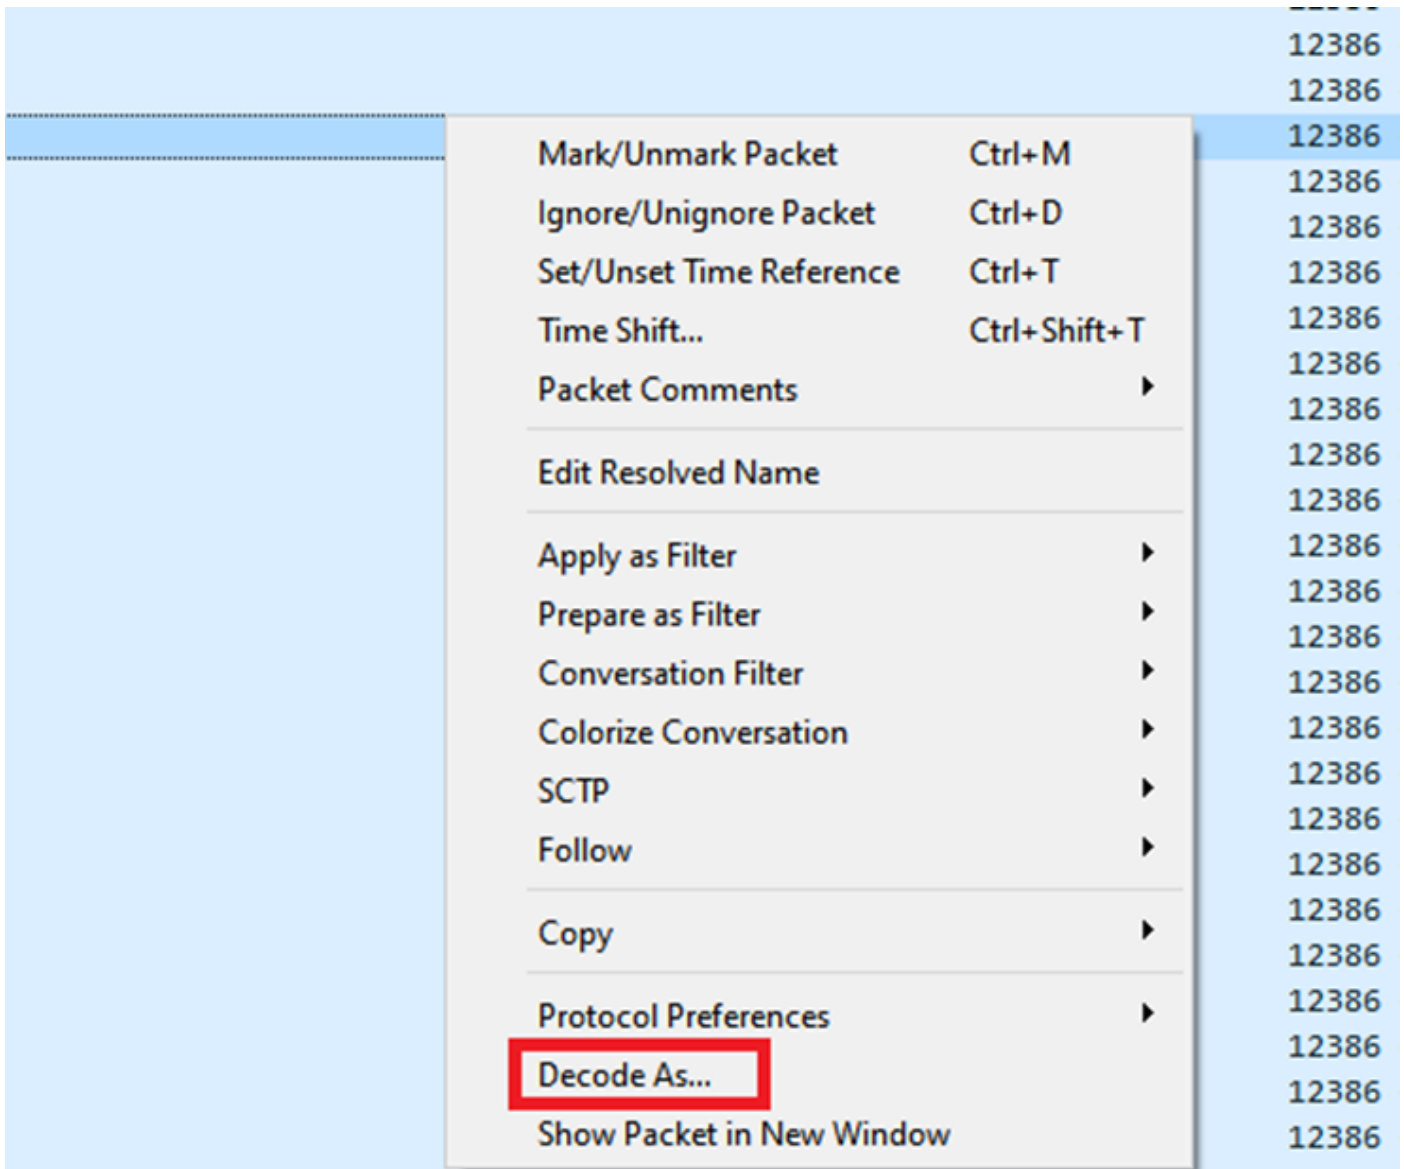 12386
12386
12386
Mark/Unmark Packet Ctrl+M
12386
Ignore/Unignore Packet Ctrl+D
12386
Set/Unset Time Reference Ctrl+T
12386
12386
Time Shift... Ctrl+Shift+T
12386
Packet Comments
12386
12386
Edit Resolved Name
12386
12386
Apply as Filter
12386
Prepare as Filter
12386
12386
Conversation Filter
12386
Colorize Conversation
12386
SCTP
12386
12386
Follow
12386
12386
Copy
12386
Protocol Preferences
12386
12386
Decode As...
12386
Show Packet in New Window
12386